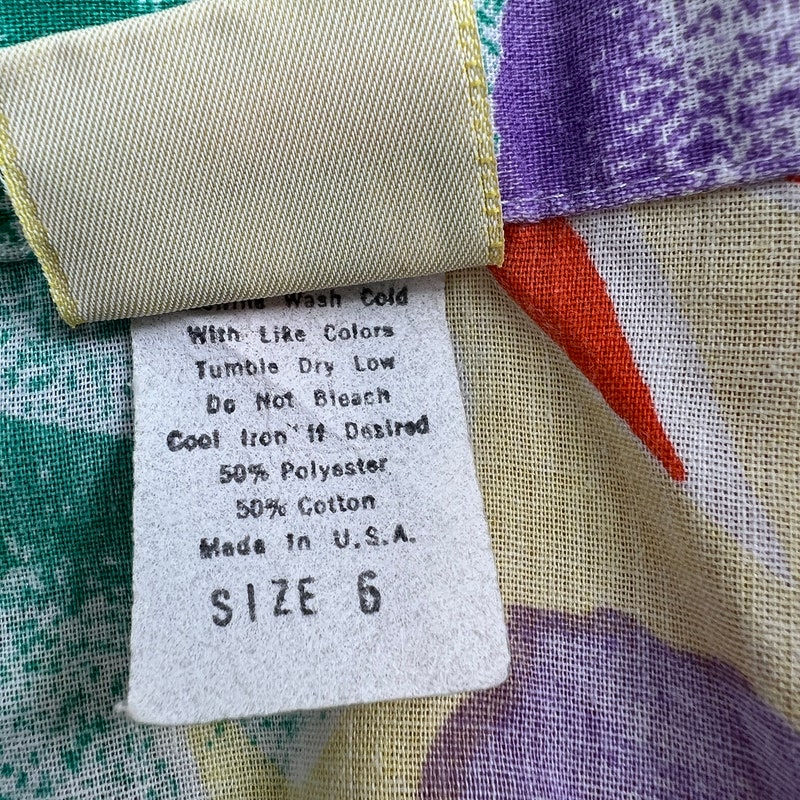 Wash Cold
With Like Colors
Tumble Dry Low
Do Not Bleach
Cool Iron If Desired
50% Polyester
50% Cotton
Made In U.S.A.
SIZE 6